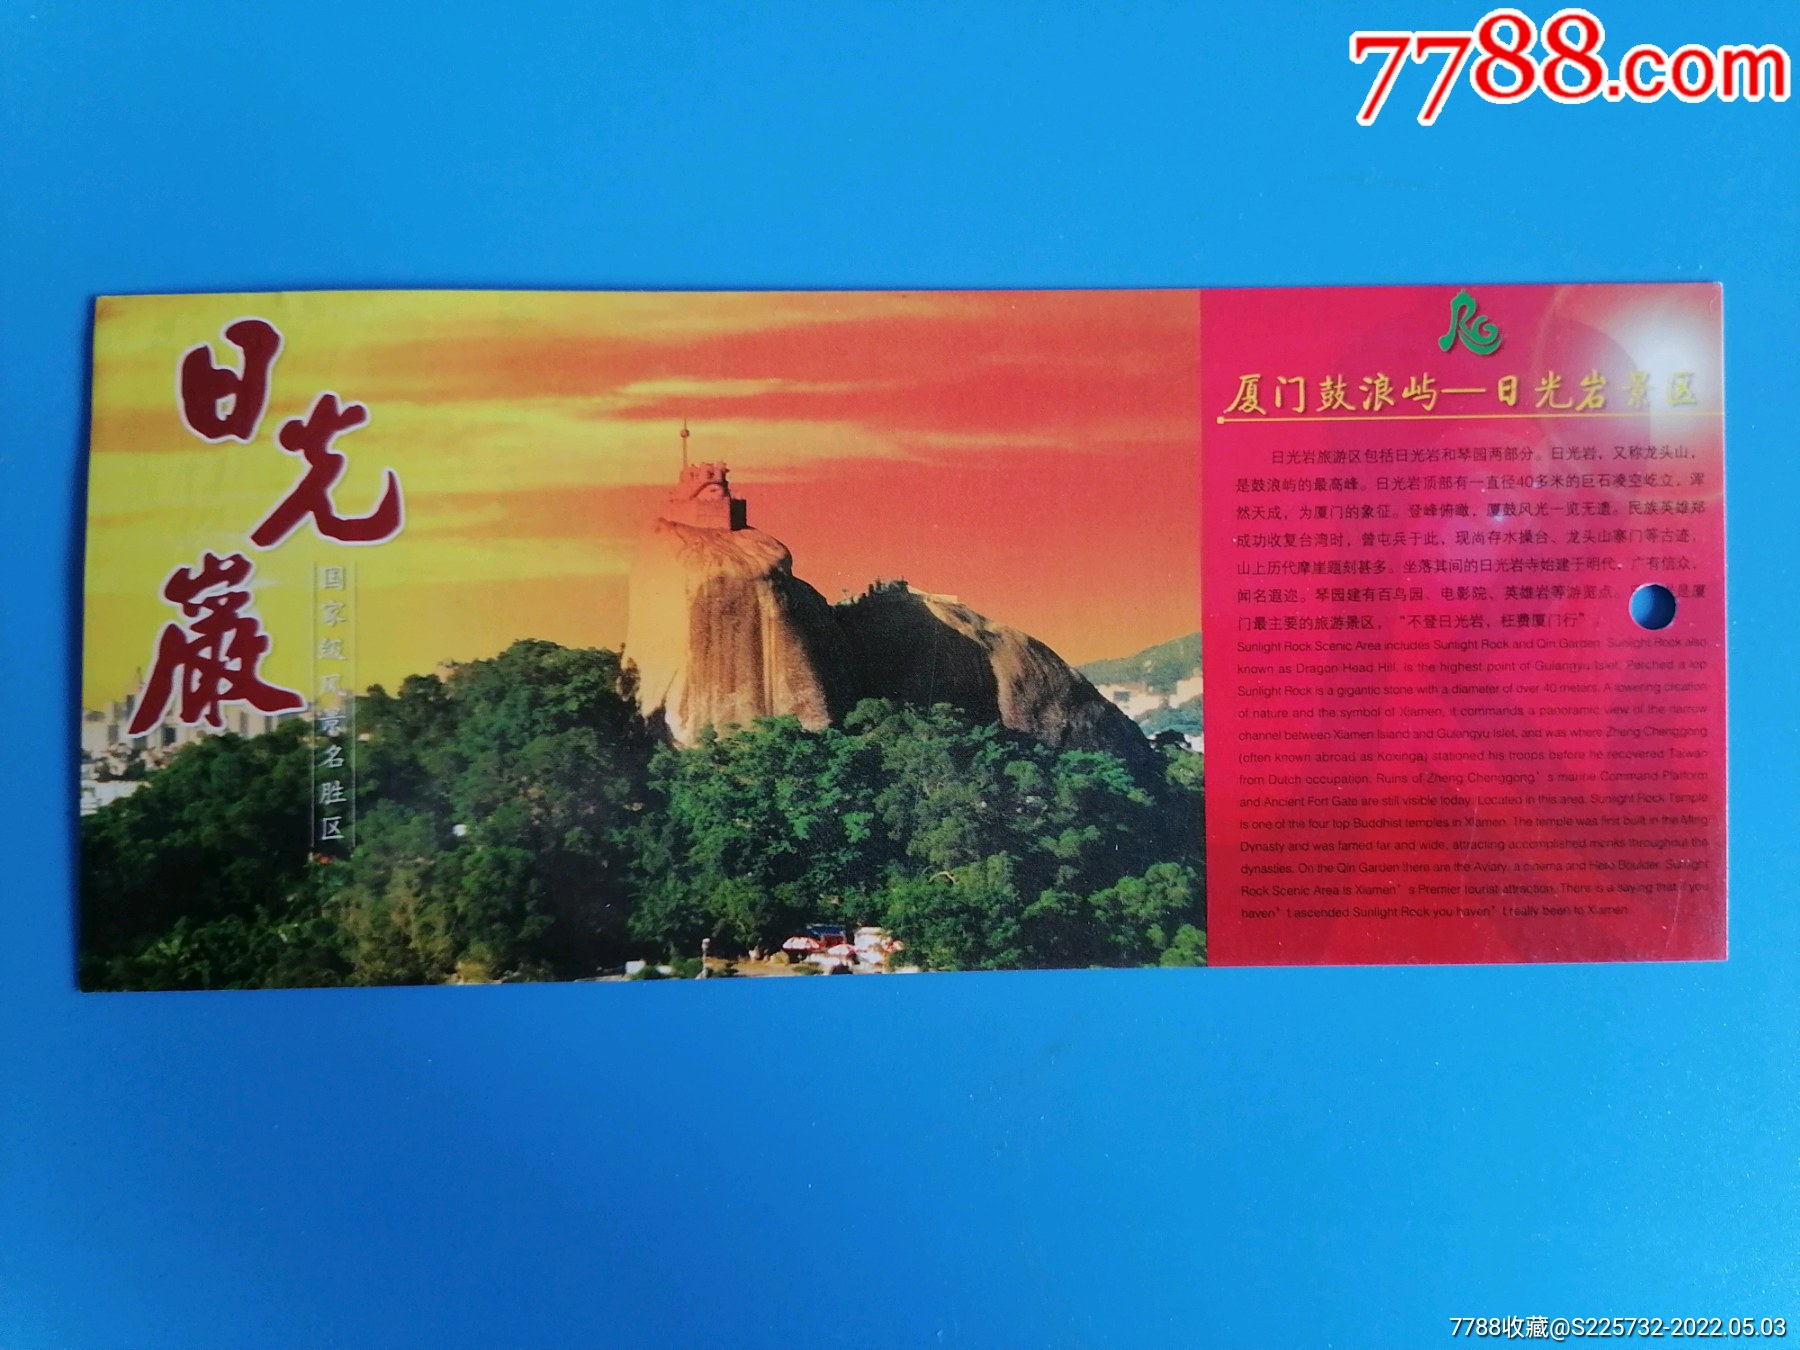 7788.com
日光巖
国家级风景名胜区
RG
厦门鼓浪屿—日光岩景区
日光岩旅游区包括日光岩和琴园两部分。日光岩，又称龙头山，
是鼓浪屿的最高峰。日光岩顶部有一直径40多米的巨石凌空屹立，浑
然天成，为厦门的象征。登峰俯瞰，厦鼓风光一览无遗。民族英雄郑
成功收复台湾时，曾屯兵于此，现尚存水操台、龙头山寨门等古迹，
山上历代摩崖题刻甚多。坐落其间的日光岩寺始建于明代，广有信众，
闻名遐迩。琴园建有百鸟园、电影院、英雄岩等游览点。是厦
门最主要的旅游景区，“不登日光岩，枉费厦门行”。
Sunlight Rock Scenic Area includes Sunlight Rock and Qin Garden. Sunlight Rock also
known as Dragon Head Hill, is the highest point of Gulangyu Islet. Perched a top
Sunlight Rock is a gigantic stone with a diameter of over 40 meters. A towering creation
of nature and the symbol of Xiamen, it commands a panoramic view of the narrow
channel between Xiamen Island and Gulangyu Islet, and was where Zheng Chenggong
(often known abroad as Koxinga) stationed his troops before he recovered Taiwan
from Dutch occupation. Ruins of Zheng Chenggong's marine Command Platform
and Ancient Fort Gate are still visible today. Located in this area, Sunlight Rock Temple
is one of the four top Buddhist temples in Xiamen. The temple was first built in the Ming
Dynasty and was famed far and wide, attracting accomplished monks throughout the
dynasties. On the Qin Garden there are the Aviary, a cinema and Hero Boulder. Sunlight
Rock Scenic Area is Xiamen's Premier tourist attraction. There is a saying that if you
haven't ascended Sunlight Rock you haven't really been to Xiamen.
7788收藏@S225732-2022.05.03